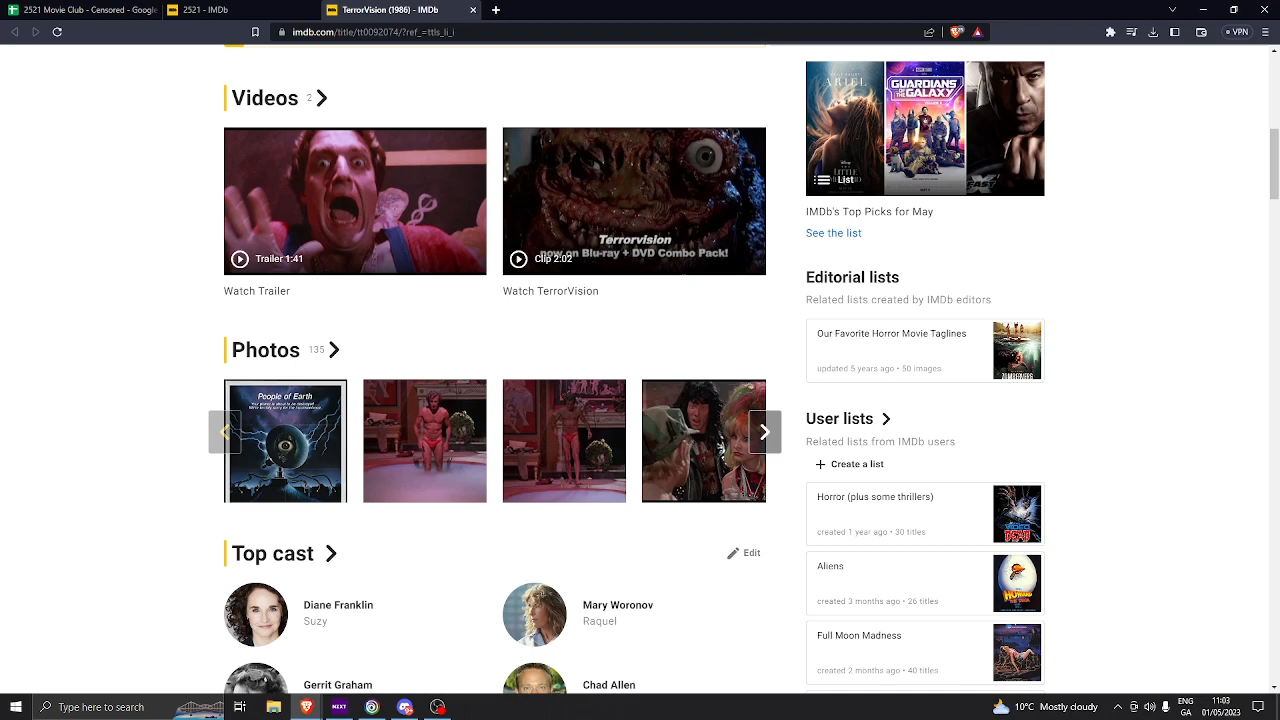 2521 Movie Club - Censored - Google
2521 - IMDb
TerrorVision (1986) - IMDb
imdb.com/title/tt0092074/?ref_=ttls_li_i
VPN
Videos 2
Trailer 1:41
Terrorvision
now on Blu-ray + DVD Combo Pack!
Clip 2:02
Watch Trailer
Watch TerrorVision
Photos 135
People of Earth
Top cast
Edit
Diane Franklin
Suzy
Mary Woronov
Raquel
Gerrit Graham
Chad Allen
ARIEL
GUARDIANS
OF THE GALAXY
List
IMDb's Top Picks for May
See the list
Editorial lists
Related lists created by IMDb editors
Our Favorite Horror Movie Taglines
updated 5 years ago • 50 images
User lists
Related lists from IMDb users
Create a list
Horror (plus some thrillers)
created 1 year ago • 30 titles
Aliens
created 3 months ago • 26 titles
Full Moon Madness
created 2 months ago • 40 titles
Type here to search
NEXT
10°C Mostly cloudy
ENG
11:03
01/05/2023